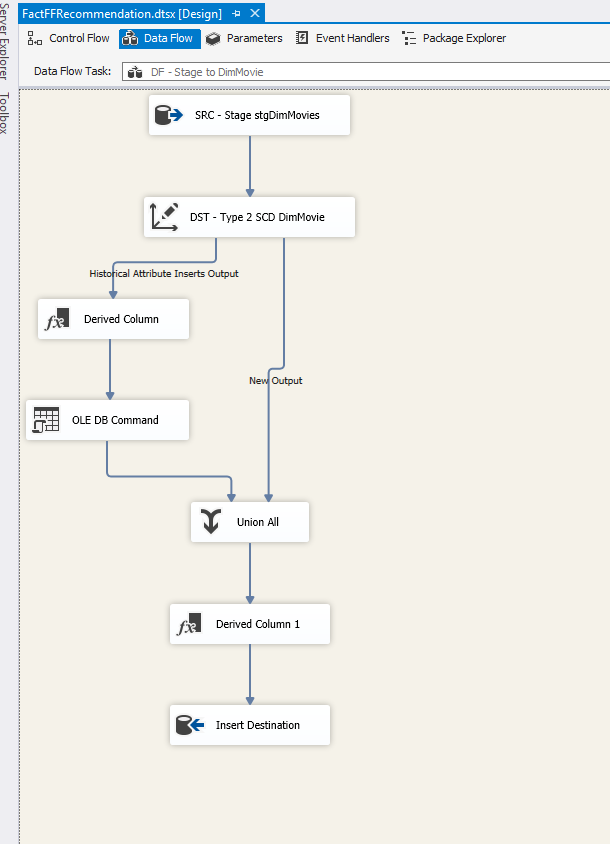 FactFFRecommendation.dtsx [Design]
Server Explorer
Toolbox
Control Flow Data Flow Parameters Event Handlers Package Explorer
Data Flow Task: DF - Stage to DimMovie
SRC - Stage stgDimMovies
DST - Type 2 SCD DimMovie
Historical Attribute Inserts Output
Derived Column
New Output
OLE DB Command
Union All
Derived Column 1
Insert Destination